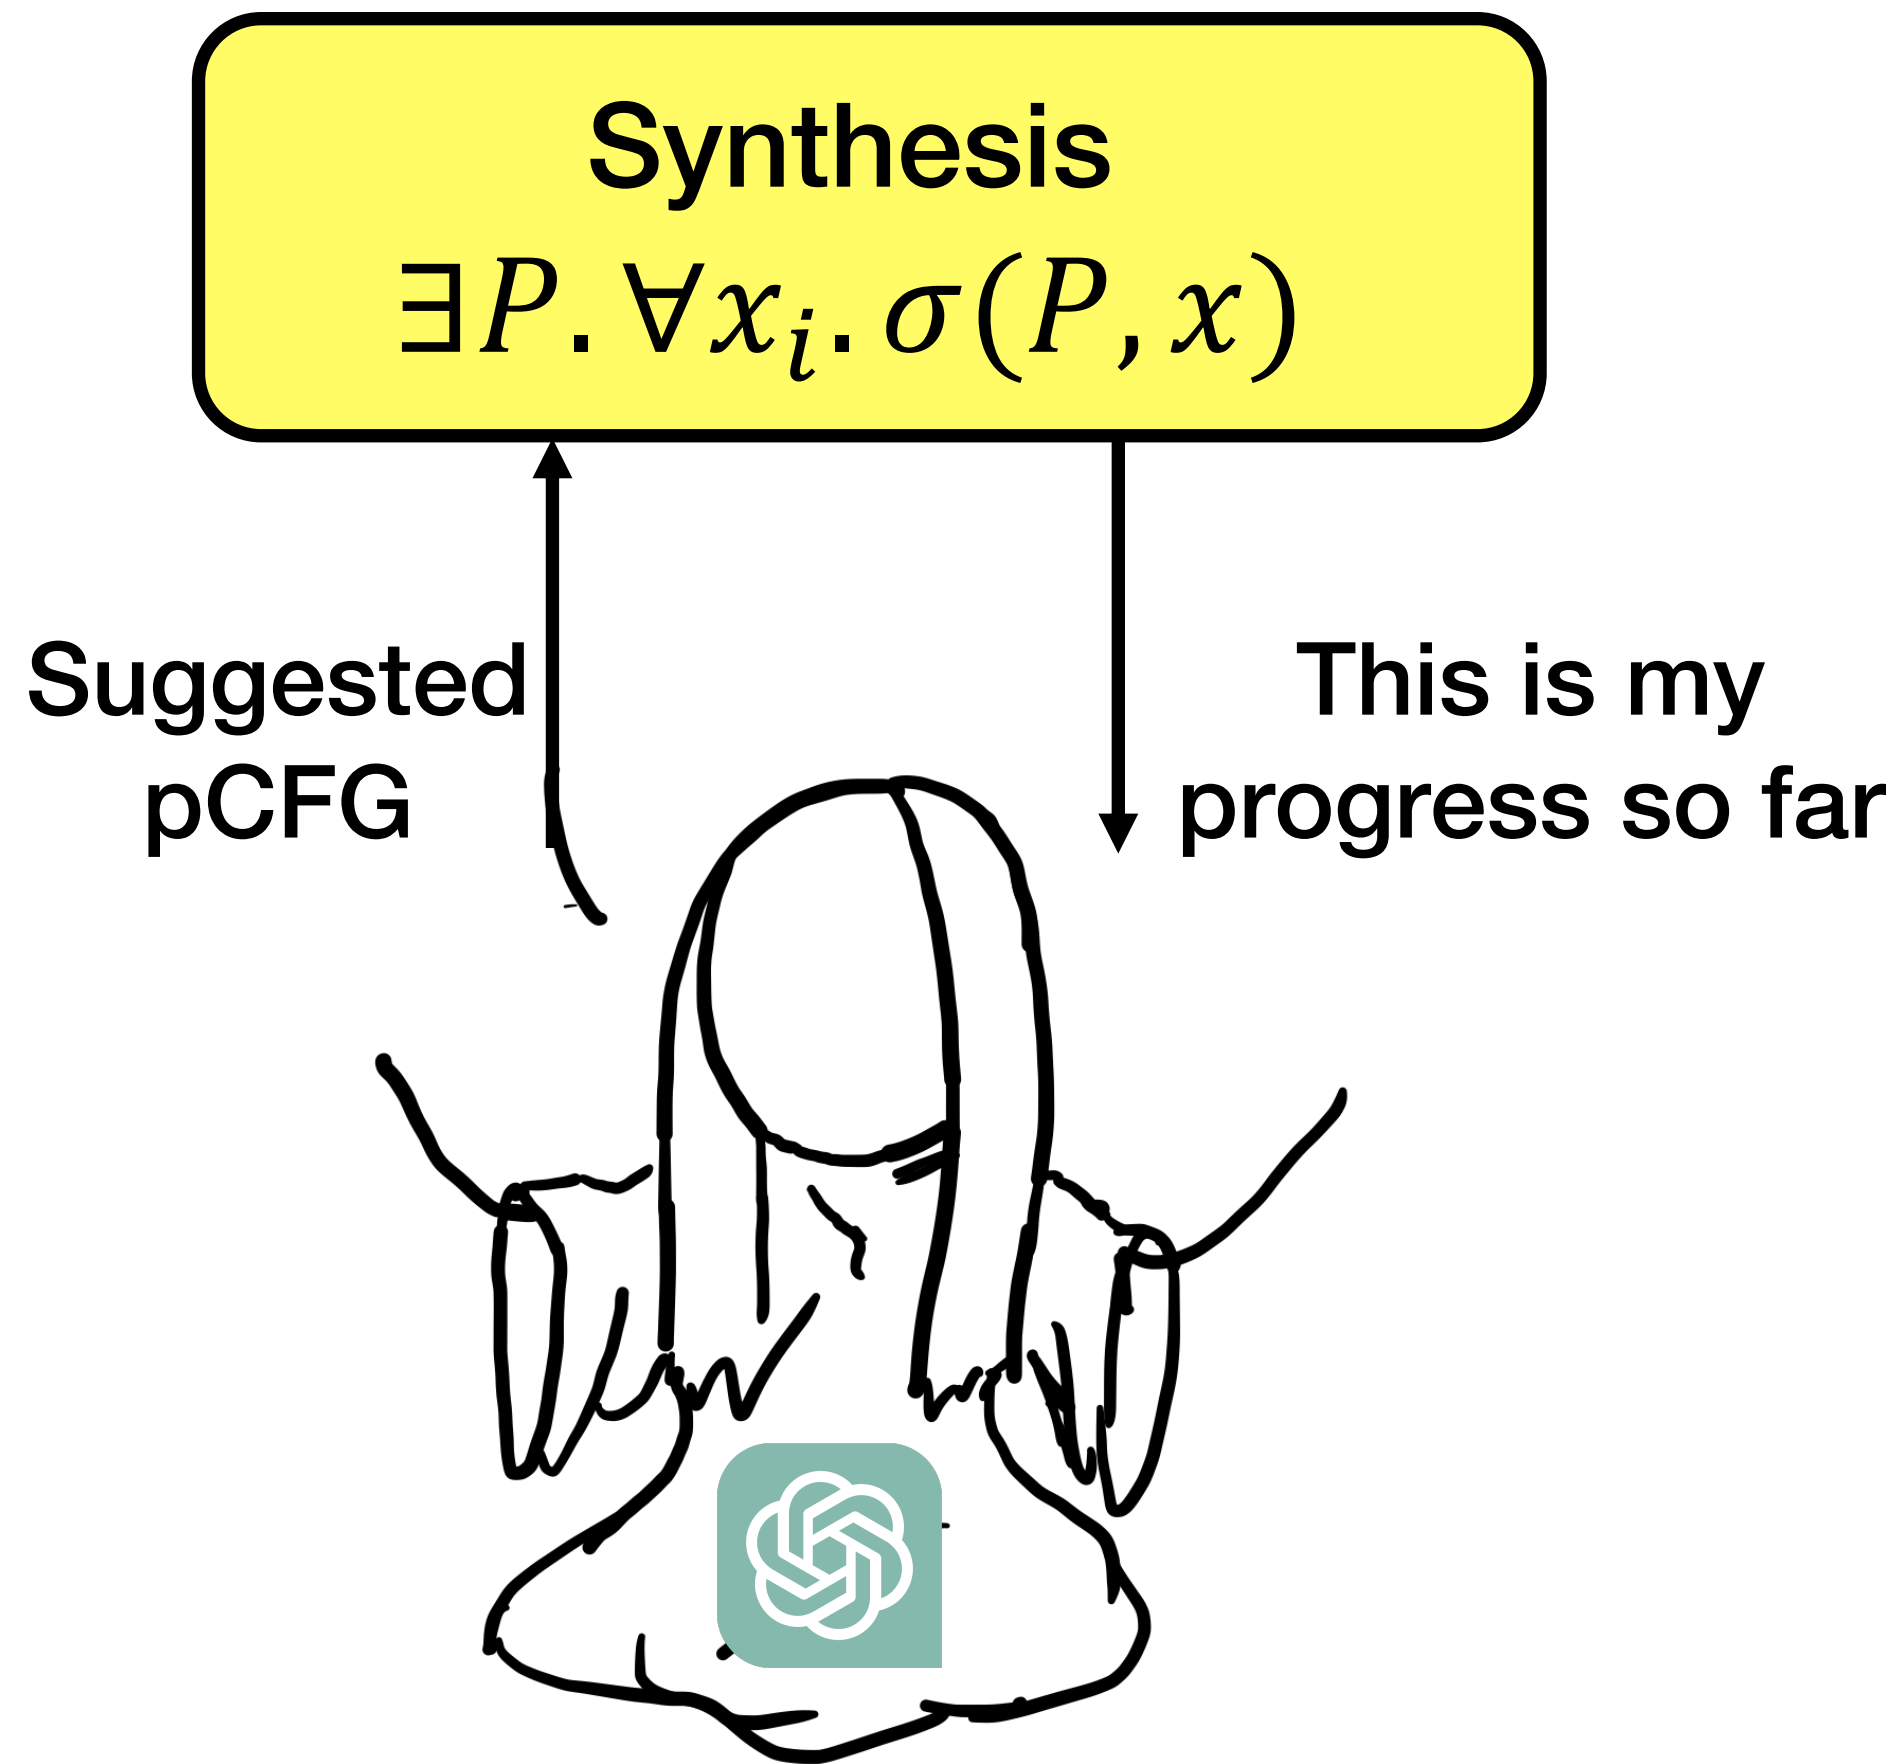 Synthesis
∃P.∀xᵢ.σ(P,x)
Suggested
pCFG
This is my
progress so far